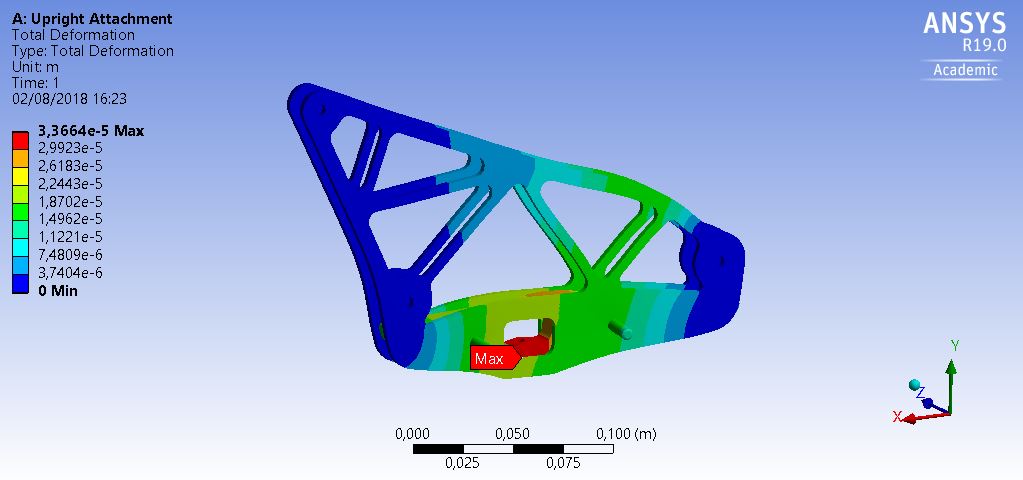 A: Upright Attachment
Total Deformation
Type: Total Deformation
Unit: m
Time: 1
02/08/2018 16:23
3,3664e-5 Max
2,9923e-5
2,6183e-5
2,2443e-5
1,8702e-5
1,4962e-5
1,1221e-5
7,4809e-6
3,7404e-6
0 Min
ANSYS
R19.0
Academic
Max
0,000 0,050 0,100 (m)
0,025 0,075
Y
Z
X